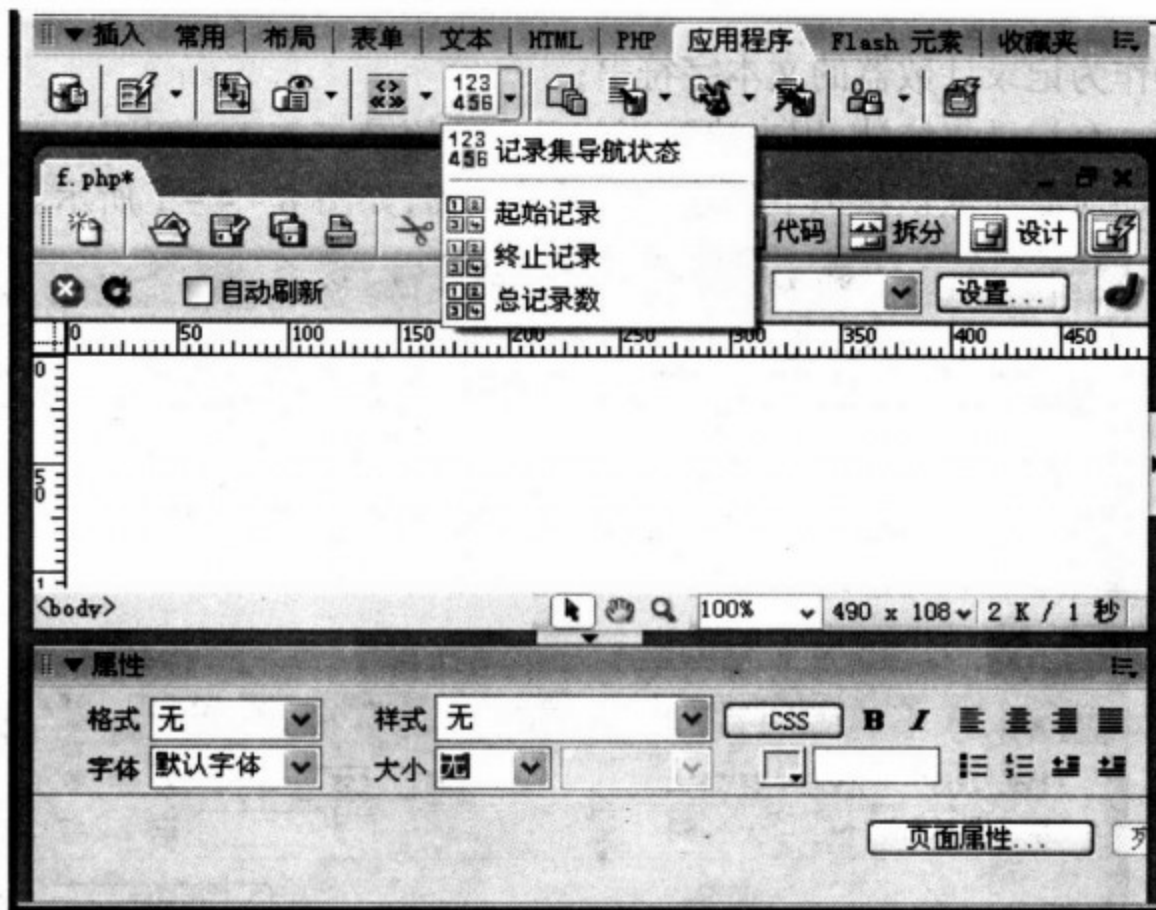 ▼插入 常用 | 布局 | 表单 | 文本 | HTML | PHP 应用程序 Flash 元素 | 收藏夹
123
456
123
456 记录集导航状态
起始记录
终止记录
总记录数
f.php*
代码 拆分 设计
自动刷新
设置...
0 50 100 150 200 250 300 350 400 450
0
50
1
<body>
100% 490 x 108 2 K / 1 秒
▼属性
格式 无 样式 无 CSS B I
字体 默认字体 大小 无
页面属性...